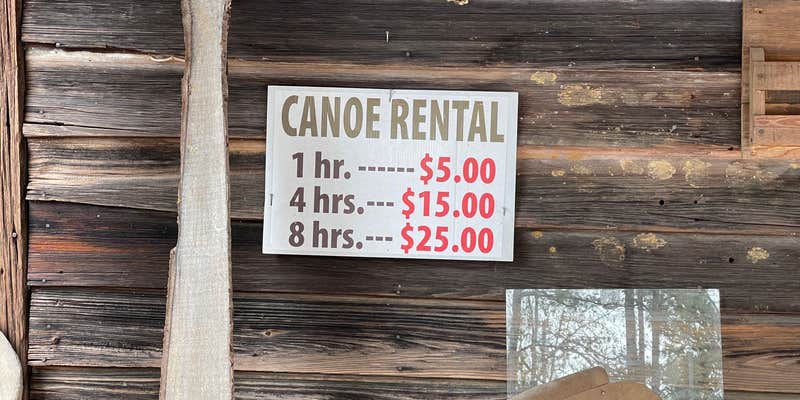 CANOE RENTAL
1 hr. ------ $5.00
4 hrs.--- $15.00
8 hrs.--- $25.00